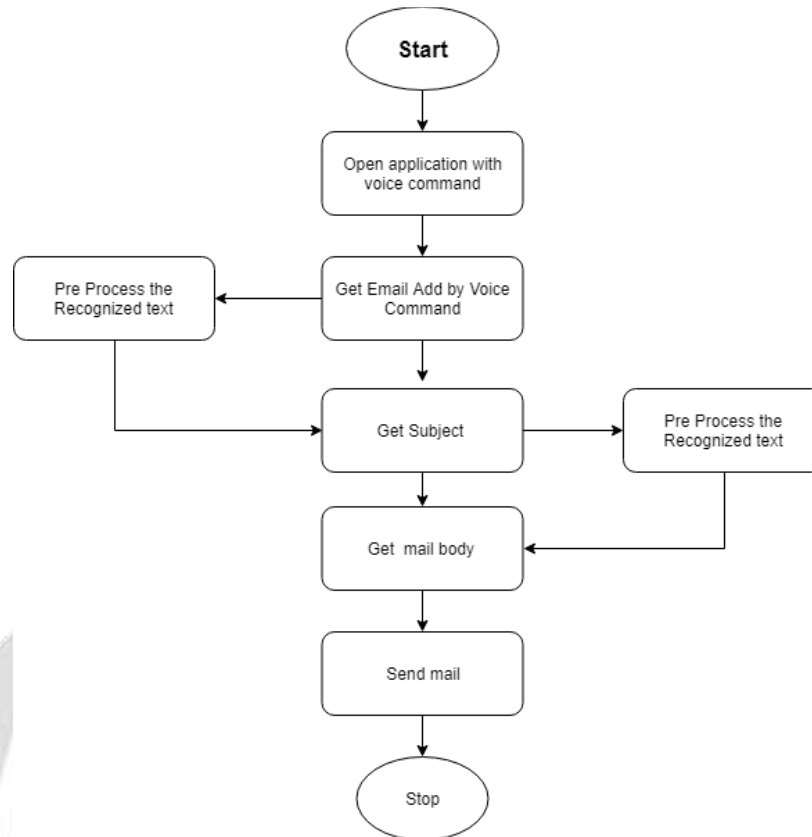 Start
Open application with
voice command
Pre Process the
Recognized text
Get Email Add by Voice
Command
Get Subject
Pre Process the
Recognized text
Get mail body
Send mail
Stop